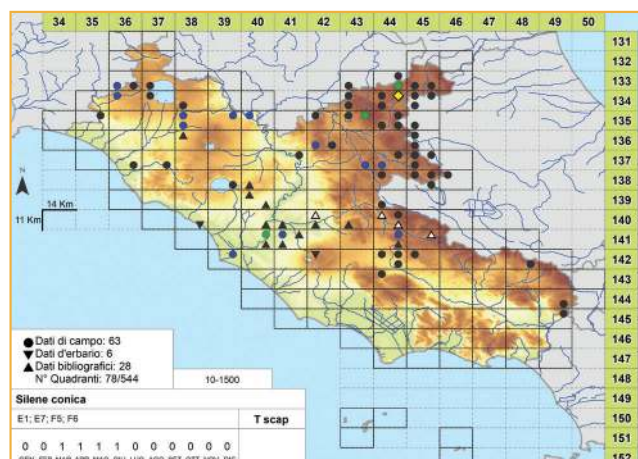 34 35 36 37 38 39 40 41 42 43 44 45 46 47 48 49 50
131
132
133
134
135
136
137
138
139
140
141
142
143
144
145
146
147
148
149
150
151
152
N
14 Km
11 Km
Dati di campo: 63
Dati d'erbario: 6
Dati bibliografici: 28
N° Quadranti: 78/544
10-1500
Silene conica
E1; E7; F5; F6
T scap
0 0 1 1 1 1 0 0 0 0 0 0